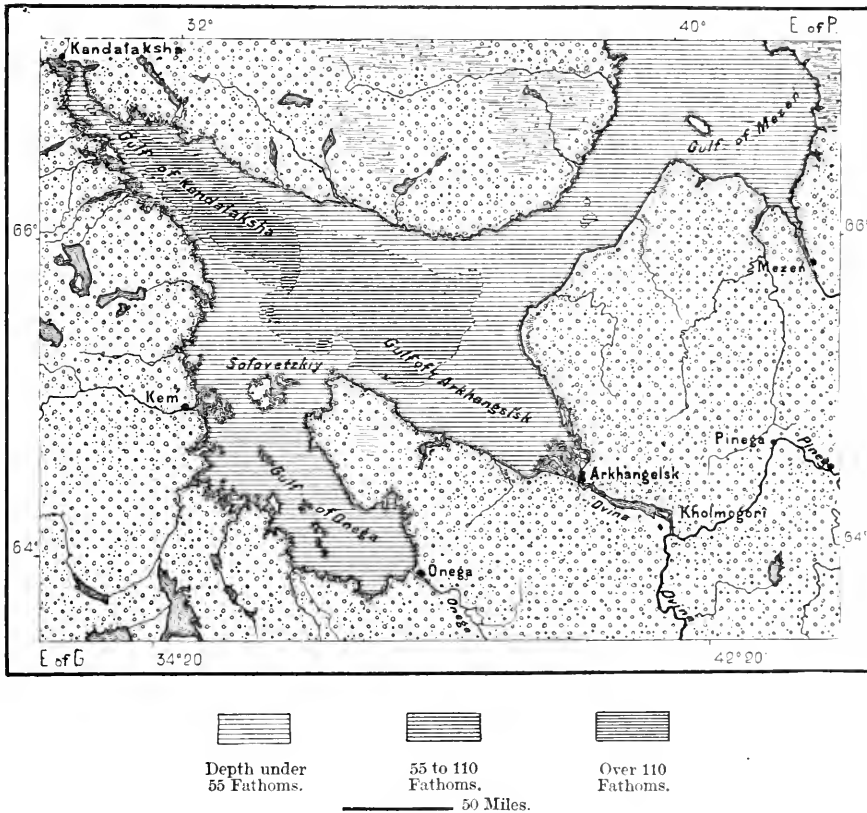 32°
40°
E of P.
Kandalaksha
Gulf of Mezen
Gulf of Kandalaksha
66°
66°
Mezen
Solovetzkiy
Gulf of Arkhangelsk
Kem'
Pinega
Pinega
Arkhangelsk
Gulf of Onega
Dvina
Kholmogori
64°
64°
Onega
Onega
Dvina
E of G
34°20
42°20'
Depth under
55 Fathoms.
55 to 110
Fathoms.
Over 110
Fathoms.
50 Miles.